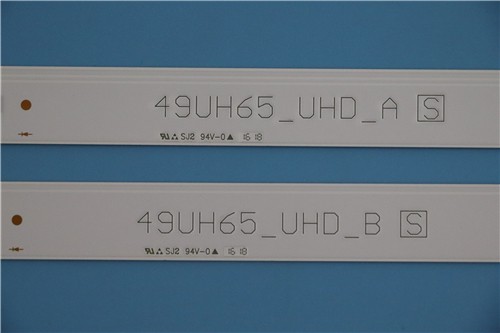 49UH65_UHD_A S
SJ2 94V-0 16 18
49UH65_UHD_B S
SJ2 94V-0 16 18